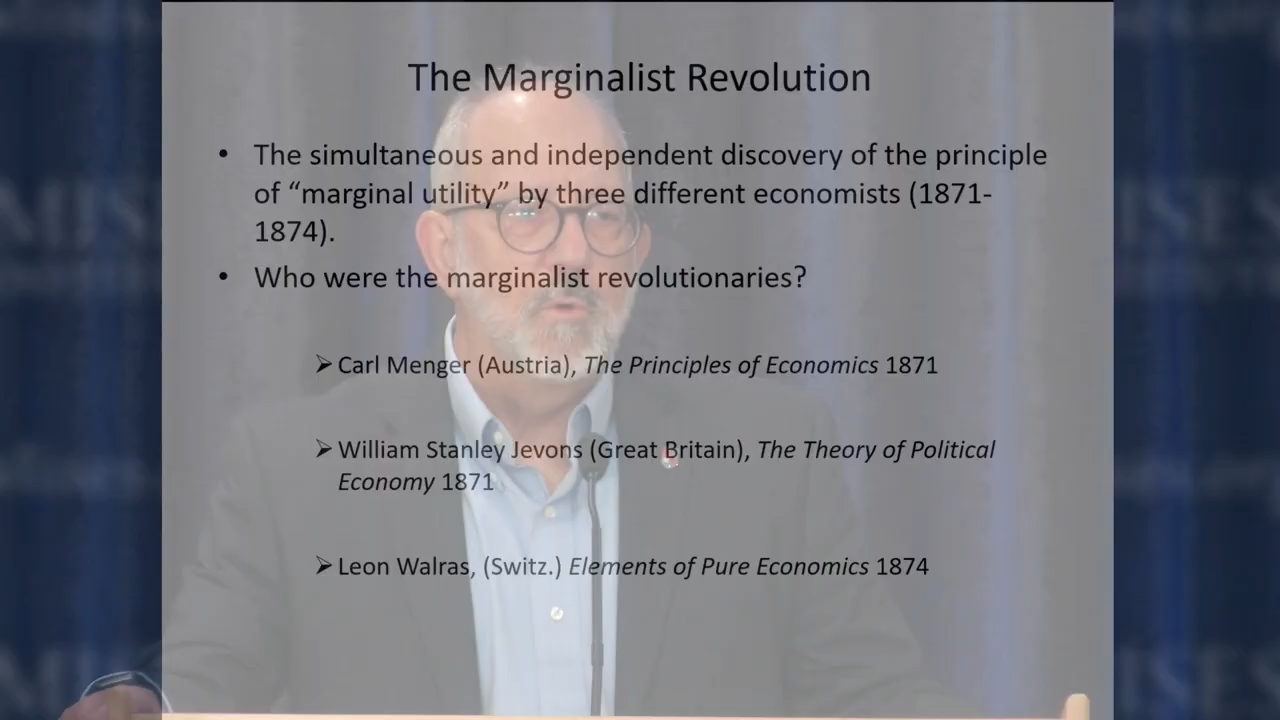 The Marginalist Revolution
• The simultaneous and independent discovery of the principle
of “marginal utility” by three different economists (1871-
1874).
• Who were the marginalist revolutionaries?
➢ Carl Menger (Austria), The Principles of Economics 1871
➢ William Stanley Jevons (Great Britain), The Theory of Political
Economy 1871
➢ Leon Walras, (Switz.) Elements of Pure Economics 1874